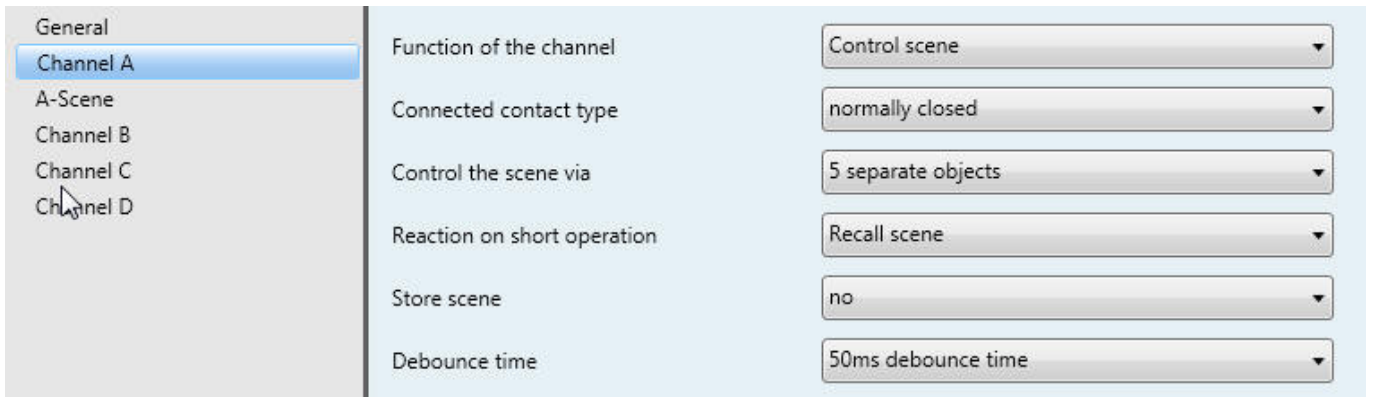 General
Channel A
A-Scene
Channel B
Channel C
Channel D
Function of the channel Control scene
Connected contact type normally closed
Control the scene via 5 separate objects
Reaction on short operation Recall scene
Store scene no
Debounce time 50ms debounce time